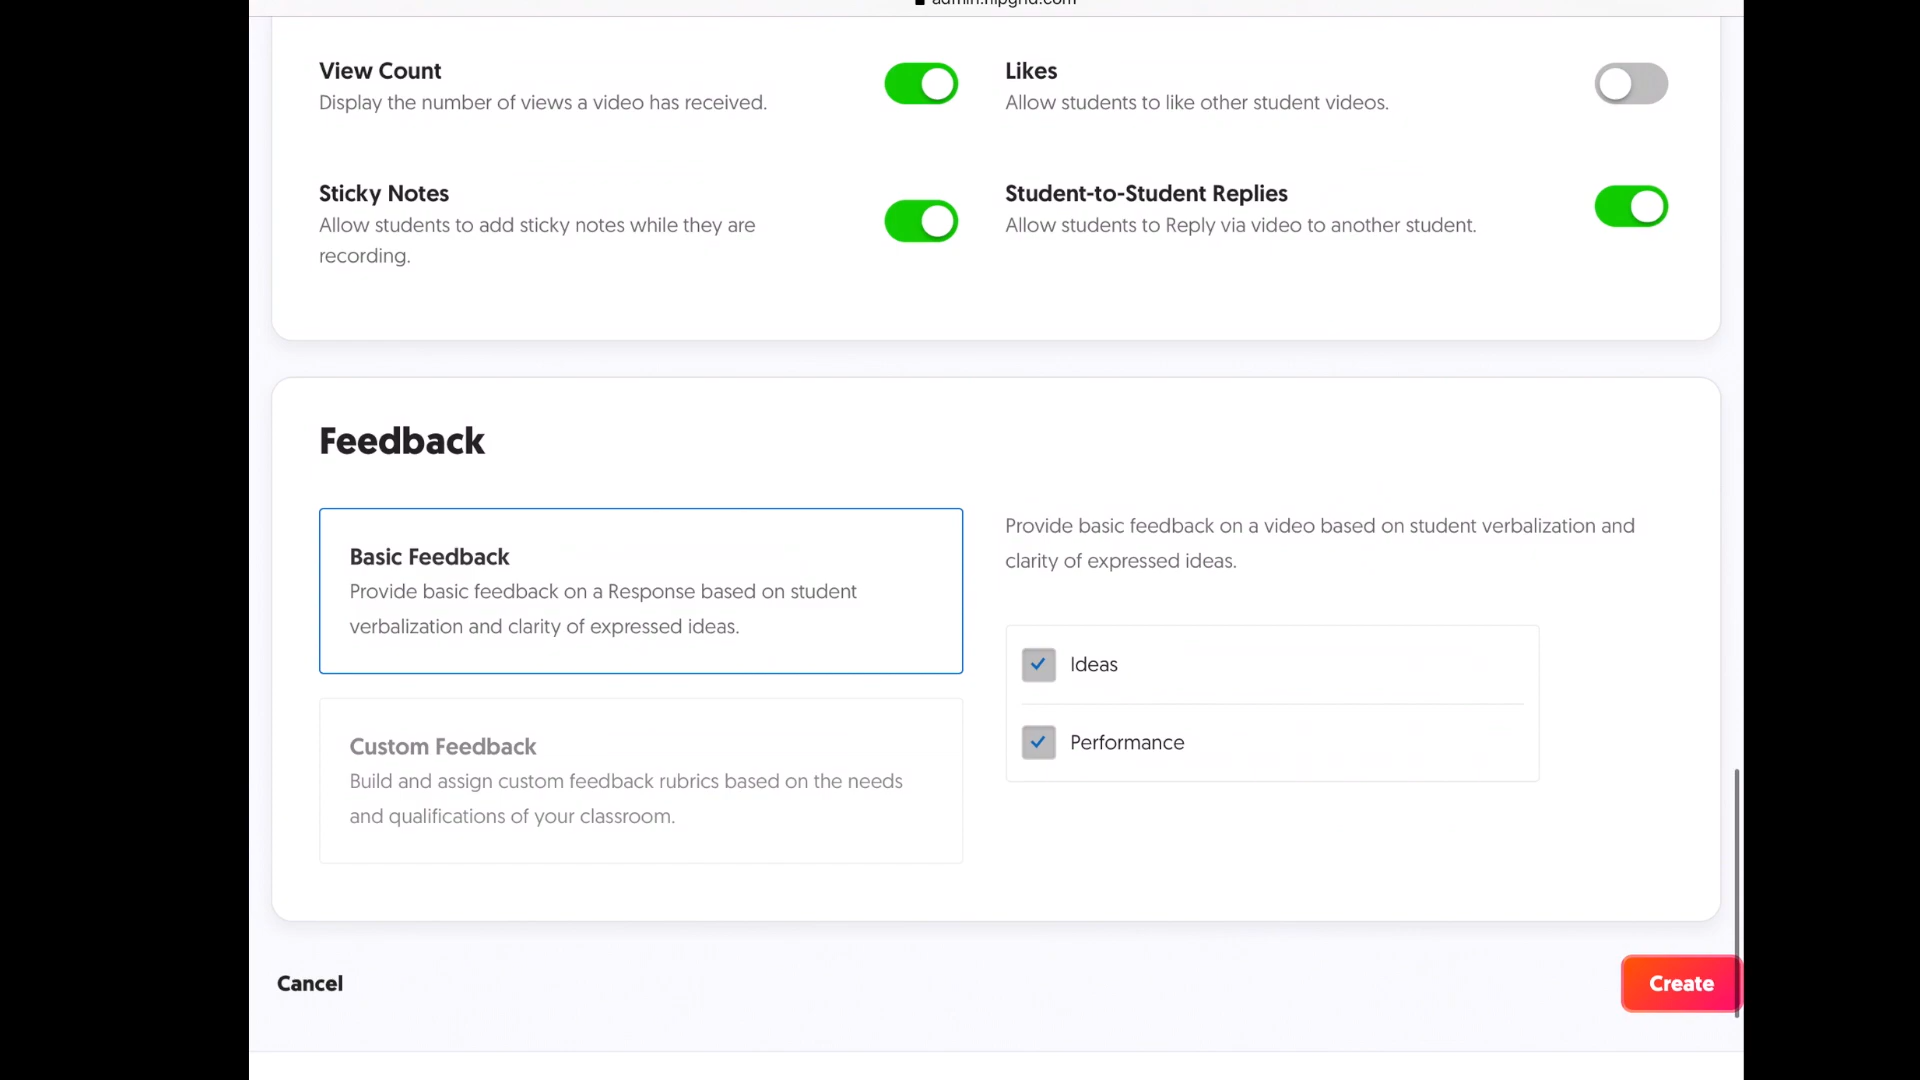 admin.flipgrid.com
View Count
Display the number of views a video has received.
Likes
Allow students to like other student videos.
Sticky Notes
Allow students to add sticky notes while they are
recording.
Student-to-Student Replies
Allow students to Reply via video to another student.
Feedback
Basic Feedback
Provide basic feedback on a Response based on student
verbalization and clarity of expressed ideas.
Custom Feedback
Build and assign custom feedback rubrics based on the needs
and qualifications of your classroom.
Provide basic feedback on a video based on student verbalization and
clarity of expressed ideas.
Ideas
Performance
Cancel
Create